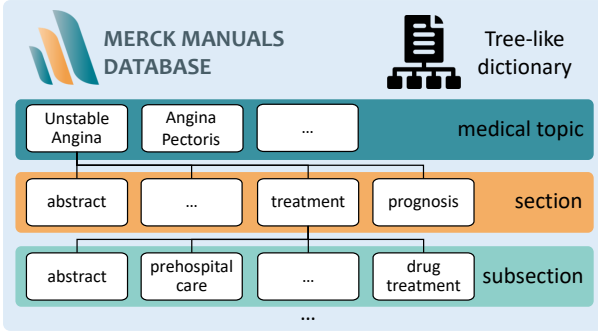 MERCK MANUALS
DATABASE
Tree-like
dictionary
Unstable
Angina
Angina
Pectoris
...
medical topic
abstract
...
treatment
prognosis
section
abstract
prehospital
care
...
drug
treatment
subsection
...